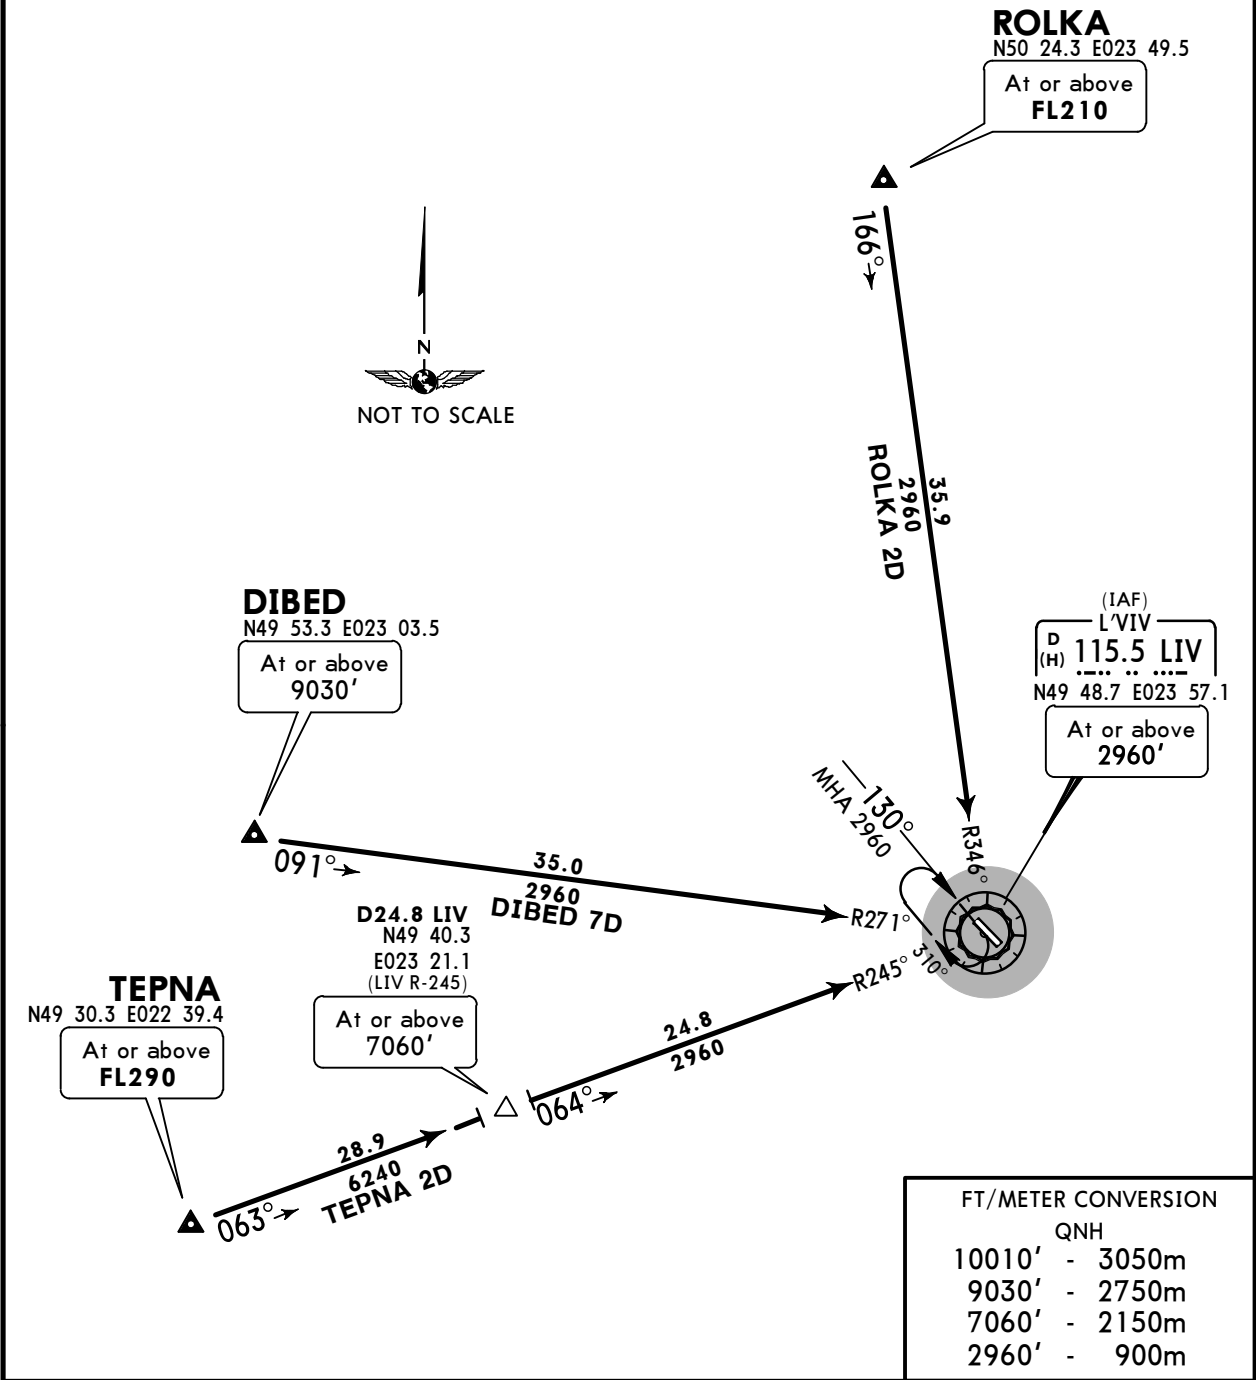 ROLKA
N50 24.3 E023 49.5
At or above
FL210
166°
N
NOT TO SCALE
35.9
2960
ROLKA 2D
DIBED
N49 53.3 E023 03.5
At or above
9030'
(IAF)
L'VIV
D
(H) 115.5 LIV
N49 48.7 E023 57.1
At or above
2960'
130°
MHA 2960
R346°
091°
35.0
2960
DIBED 7D
R271°
310°
D24.8 LIV
N49 40.3
E023 21.1
(LIV R-245)
At or above
7060'
R245°
TEPNA
N49 30.3 E022 39.4
At or above
FL290
24.8
2960
064°
28.9
6240
TEPNA 2D
063°
FT/METER CONVERSION
QNH
10010' - 3050m
9030' - 2750m
7060' - 2150m
2960' - 900m